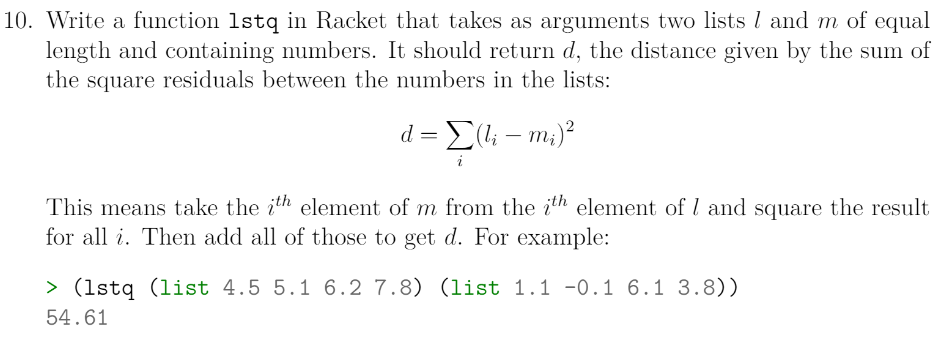 10. Write a function lstq in Racket that takes as arguments two lists l and m of equal
length and containing numbers. It should return d, the distance given by the sum of
the square residuals between the numbers in the lists:
d = ∑(lᵢ − mᵢ)²
i
This means take the iᵗʰ element of m from the iᵗʰ element of l and square the result
for all i. Then add all of those to get d. For example:
> (lstq (list 4.5 5.1 6.2 7.8) (list 1.1 -0.1 6.1 3.8))
54.61